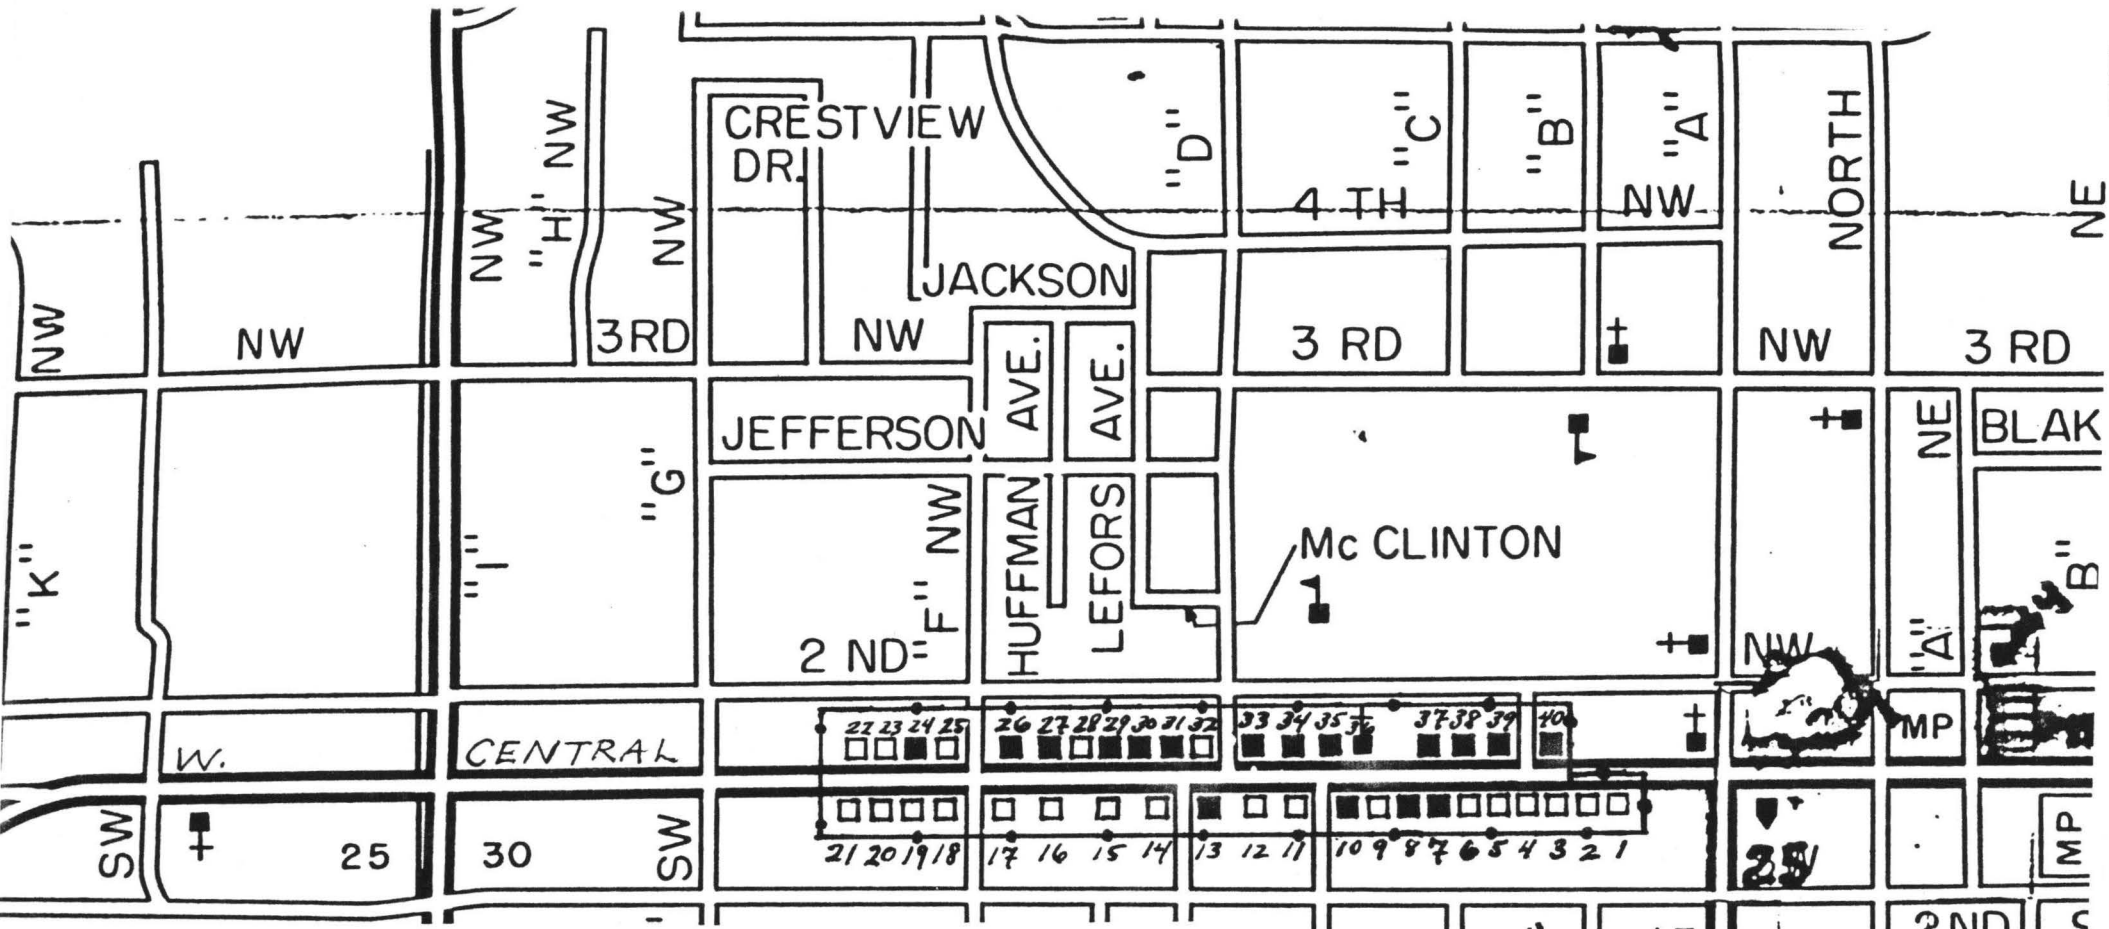 CRESTVIEW
DR.
"H" NW
NW
NW
"D"
"C"
"B"
"A"
NORTH
NE
4 TH
NW
JACKSON
NW
NW
3 RD
NW
3 RD
NW
3 RD
AVE.
AVE.
JEFFERSON
NE
BLAK
"G"
"K"
"I"
"F" NW
HUFFMAN
LEFORS
Mc CLINTON
"B"
2 ND
NW
"A"
MP
22 23 24 25 26 27 28 29 30 31 32 33 34 35 36 37 38 39 40
W. CENTRAL
SW
25
30
SW
21 20 19 18 17 16 15 14 13 12 11 10 9 8 7 6 5 4 3 2 1
25
MP
2ND
S